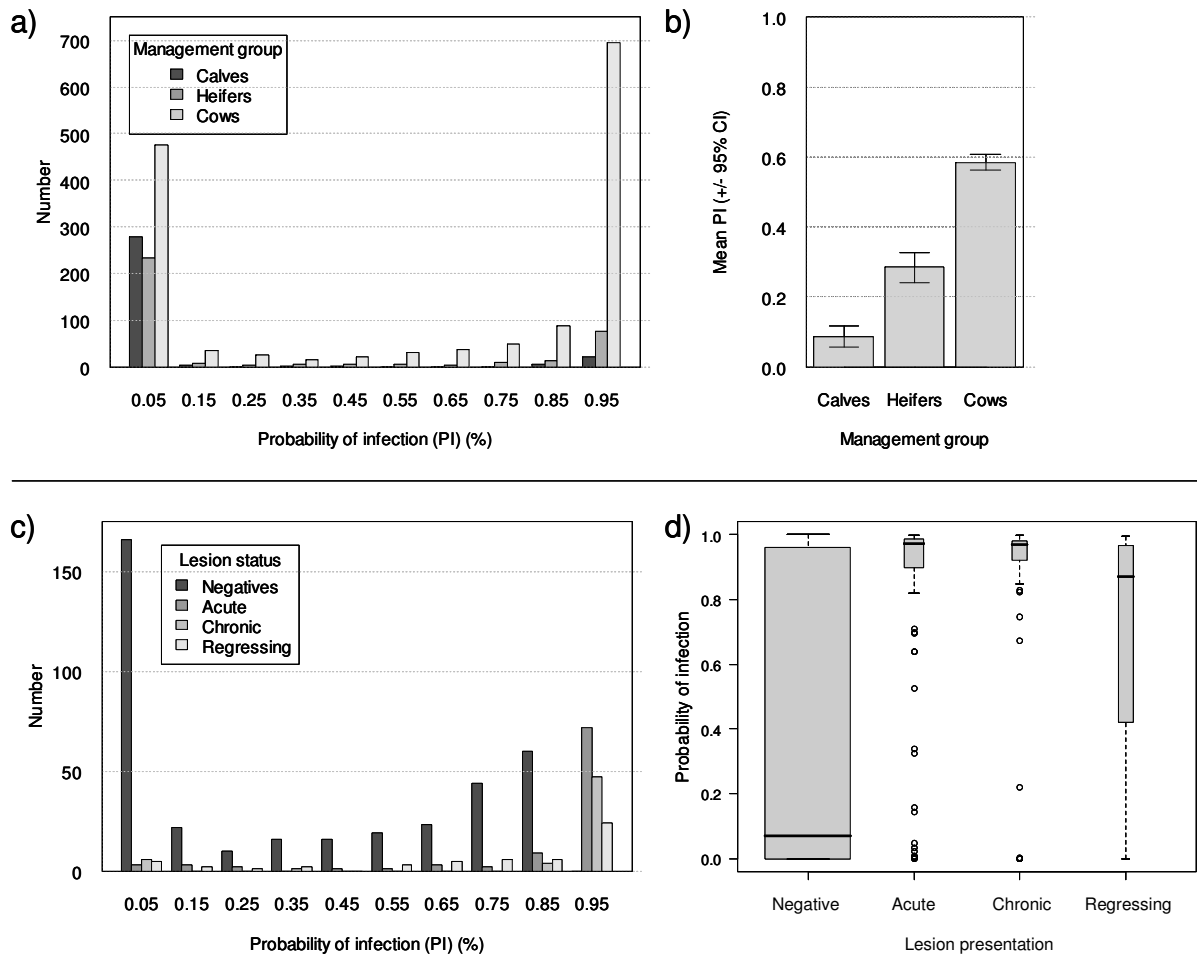 a)
Management group
Calves
Heifers
Cows
Number
700
600
500
400
300
200
100
0
0.05 0.15 0.25 0.35 0.45 0.55 0.65 0.75 0.85 0.95
Probability of infection (PI) (%)
b)
Mean PI (+/- 95% CI)
1.0
0.8
0.6
0.4
0.2
0.0
Calves Heifers Cows
Management group
c)
Lesion status
Negatives
Acute
Chronic
Regressing
Number
150
100
50
0
0.05 0.15 0.25 0.35 0.45 0.55 0.65 0.75 0.85 0.95
Probability of infection (PI) (%)
d)
Probability of infection
1.0
0.8
0.6
0.4
0.2
0.0
Negative Acute Chronic Regressing
Lesion presentation